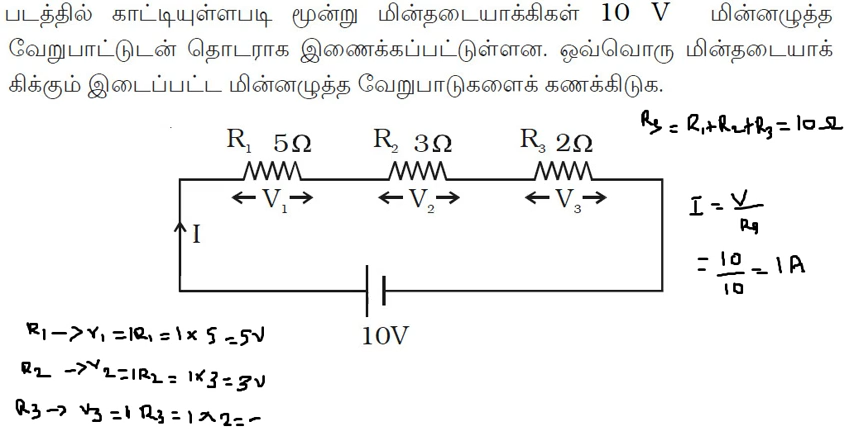 படத்தில் காட்டியுள்ளபடி மூன்று மின்தடையாக்கிகள் 10 V மின்னழுத்த
வேறுபாட்டுடன் தொடராக இணைக்கப்பட்டுள்ளன. ஒவ்வொரு மின்தடையாக்
கிக்கும் இடைப்பட்ட மின்னழுத்த வேறுபாடுகளைக் கணக்கிடுக.
Rs = R1+R2+R3 = 10 Ω
R₁ 5Ω R₂ 3Ω R₃ 2Ω
V₁ V₂ V₃
I = V/Rs
I
= 10/10 = 1A
10V
R1 -> V1 = IR1 = 1 × 5 = 5V
R2 -> V2 = IR2 = 1×3 = 3V
R3 -> V3 = I R3 = 1 × 2 = -